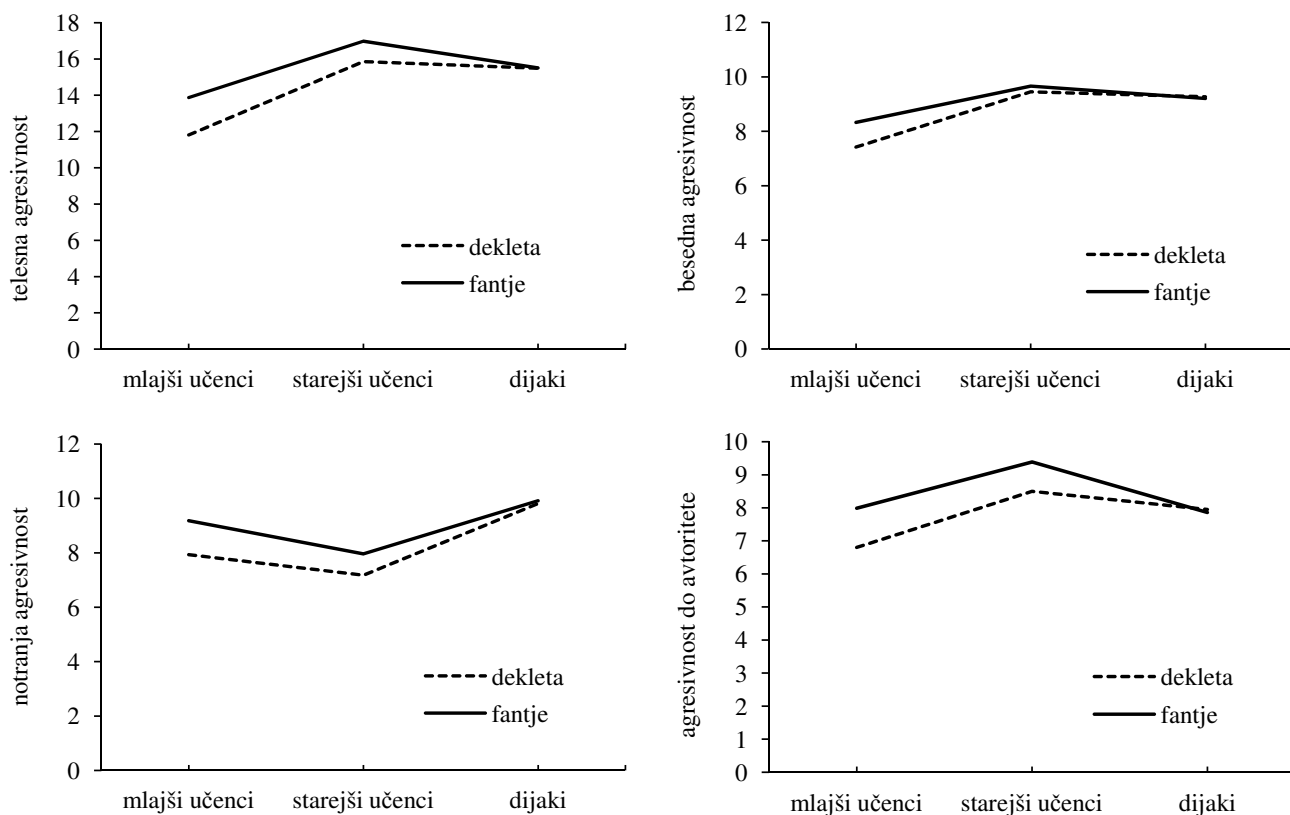 telesna agresivnost
18
16
14
12
10
8
6
4
2
0
dekleta
fantje
mlajši učenci
starejši učenci
dijaki
besedna agresivnost
12
10
8
6
4
2
0
dekleta
fantje
mlajši učenci
starejši učenci
dijaki
notranja agresivnost
12
10
8
6
4
2
0
dekleta
fantje
mlajši učenci
starejši učenci
dijaki
agresivnost do avtoritete
10
9
8
7
6
5
4
3
2
1
0
dekleta
fantje
mlajši učenci
starejši učenci
dijaki